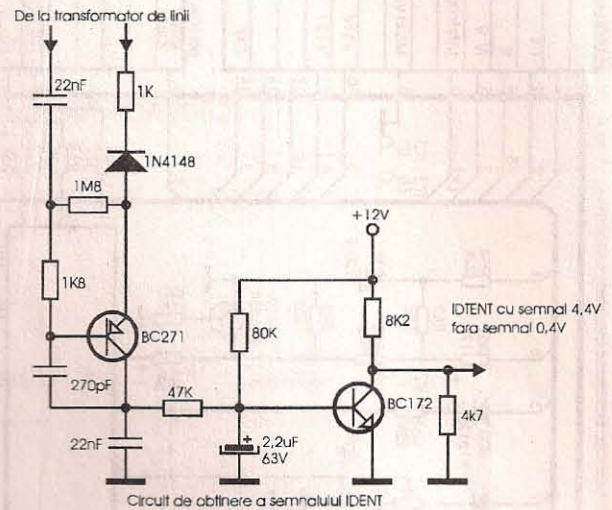 De la transformator de linii
22nF
1K
1N4148
1M8
+12V
1K8
IDTENT cu semnal 4,4V
fara semnal 0,4V
80K
8K2
BC271
270pF
47K
BC172
4k7
22nF
+
2,2uF
63V
Circuit de obtinere a semnalului IDENT